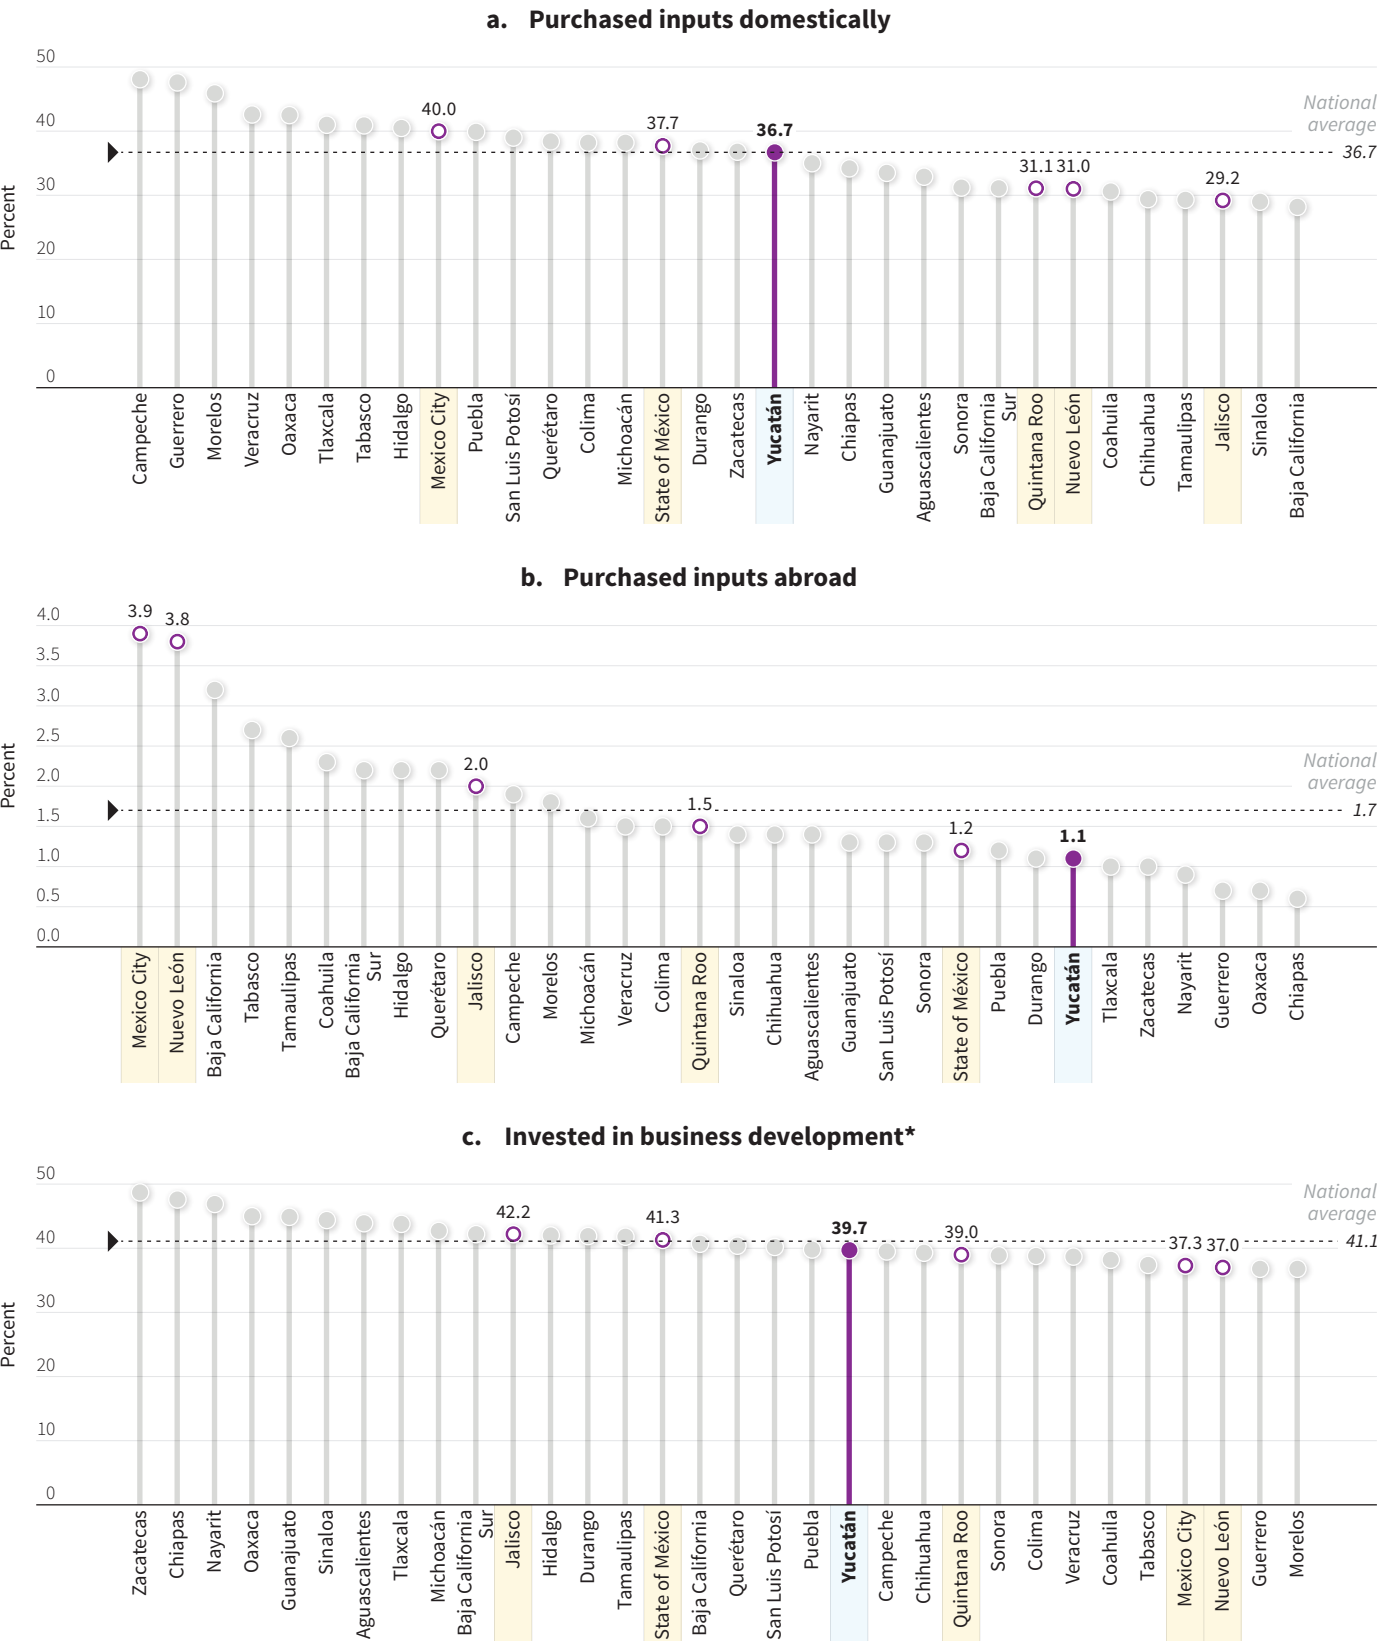 a. Purchased inputs domestically
50
40
30
20
10
0
Percent
40.0
37.7
36.7
31.1
31.0
29.2
National
average
36.7
Campeche
Guerrero
Morelos
Veracruz
Oaxaca
Tlaxcala
Tabasco
Hidalgo
Mexico City
Puebla
San Luis Potosí
Querétaro
Colima
Michoacán
State of México
Durango
Zacatecas
Yucatán
Nayarit
Chiapas
Guanajuato
Aguascalientes
Sonora
Baja California
Sur
Quintana Roo
Nuevo León
Coahuila
Chihuahua
Tamaulipas
Jalisco
Sinaloa
Baja California
b. Purchased inputs abroad
4.0
3.5
3.0
2.5
2.0
1.5
1.0
0.5
0.0
Percent
3.9
3.8
2.0
1.5
1.2
1.1
National
average
1.7
Mexico City
Nuevo León
Baja California
Tabasco
Tamaulipas
Coahuila
Baja California
Sur
Hidalgo
Querétaro
Jalisco
Campeche
Morelos
Michoacán
Veracruz
Colima
Quintana Roo
Sinaloa
Chihuahua
Aguascalientes
Guanajuato
San Luis Potosí
Sonora
State of México
Puebla
Durango
Yucatán
Tlaxcala
Zacatecas
Nayarit
Guerrero
Oaxaca
Chiapas
c. Invested in business development*
50
40
30
20
10
0
Percent
42.2
41.3
39.7
39.0
37.3
37.0
National
average
41.1
Zacatecas
Chiapas
Nayarit
Oaxaca
Guanajuato
Sinaloa
Aguascalientes
Tlaxcala
Michoacán
Baja California
Sur
Jalisco
Hidalgo
Durango
Tamaulipas
State of México
Baja California
Querétaro
San Luis Potosí
Puebla
Yucatán
Campeche
Chihuahua
Quintana Roo
Sonora
Colima
Veracruz
Coahuila
Tabasco
Mexico City
Nuevo León
Guerrero
Morelos